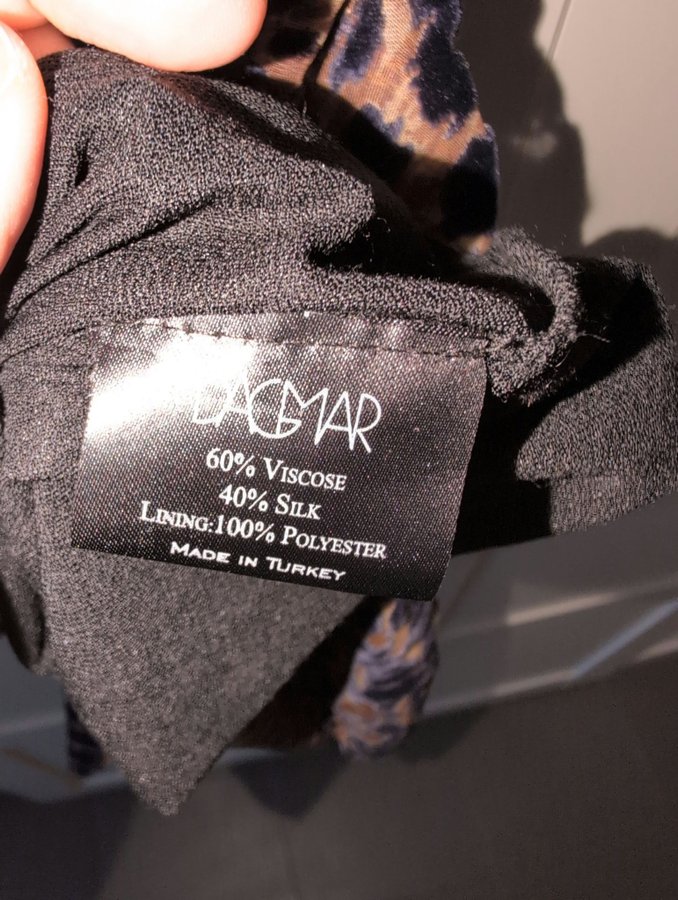 DAGMAR
60% VISCOSE
40% SILK
LINING:100% POLYESTER
MADE IN TURKEY